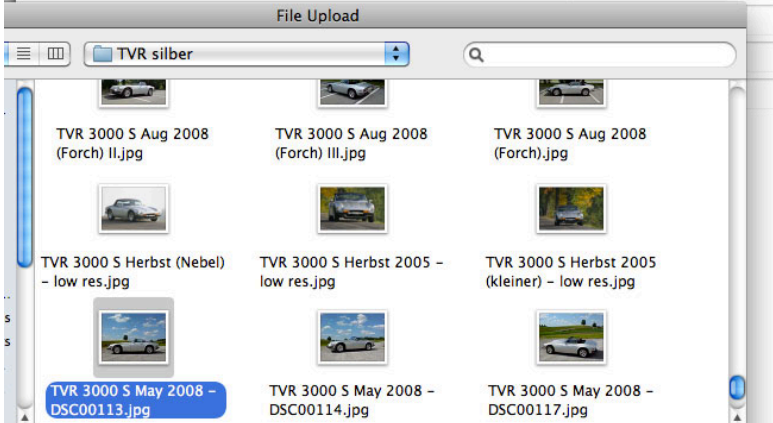 File Upload
TVR silber
TVR 3000 S Aug 2008
(Forch) II.jpg
TVR 3000 S Aug 2008
(Forch) III.jpg
TVR 3000 S Aug 2008
(Forch).jpg
TVR 3000 S Herbst (Nebel)
– low res.jpg
TVR 3000 S Herbst 2005 –
low res.jpg
TVR 3000 S Herbst 2005
(kleiner) – low res.jpg
TVR 3000 S May 2008 –
DSC00113.jpg
TVR 3000 S May 2008 –
DSC00114.jpg
TVR 3000 S May 2008 –
DSC00117.jpg